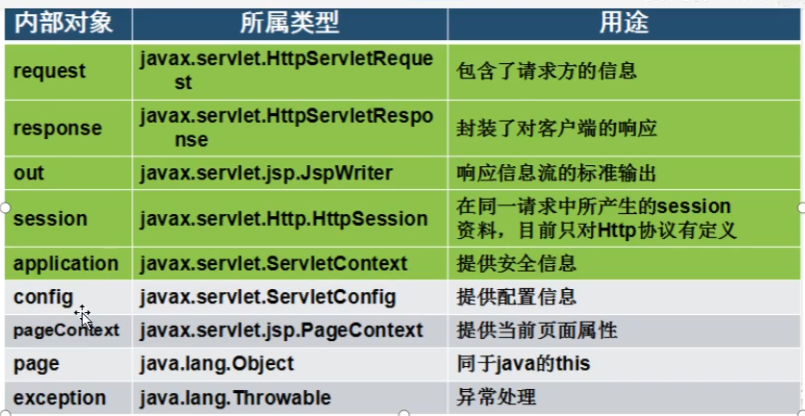 内部对象 所属类型 用途
request javax.servlet.HttpServletReque 包含了请求方的信息
st
response javax.servlet.HttpServletRespo 封装了对客户端的响应
nse
out javax.servlet.jsp.JspWriter 响应信息流的标准输出
session javax.servlet.Http.HttpSession 在同一请求中所产生的session
资料，目前只对Http协议有定义
application javax.servlet.ServletContext 提供安全信息
config javax.servlet.ServletConfig 提供配置信息
pageContext javax.servlet.jsp.PageContext 提供当前页面属性
page java.lang.Object 同于java的this
exception java.lang.Throwable 异常处理